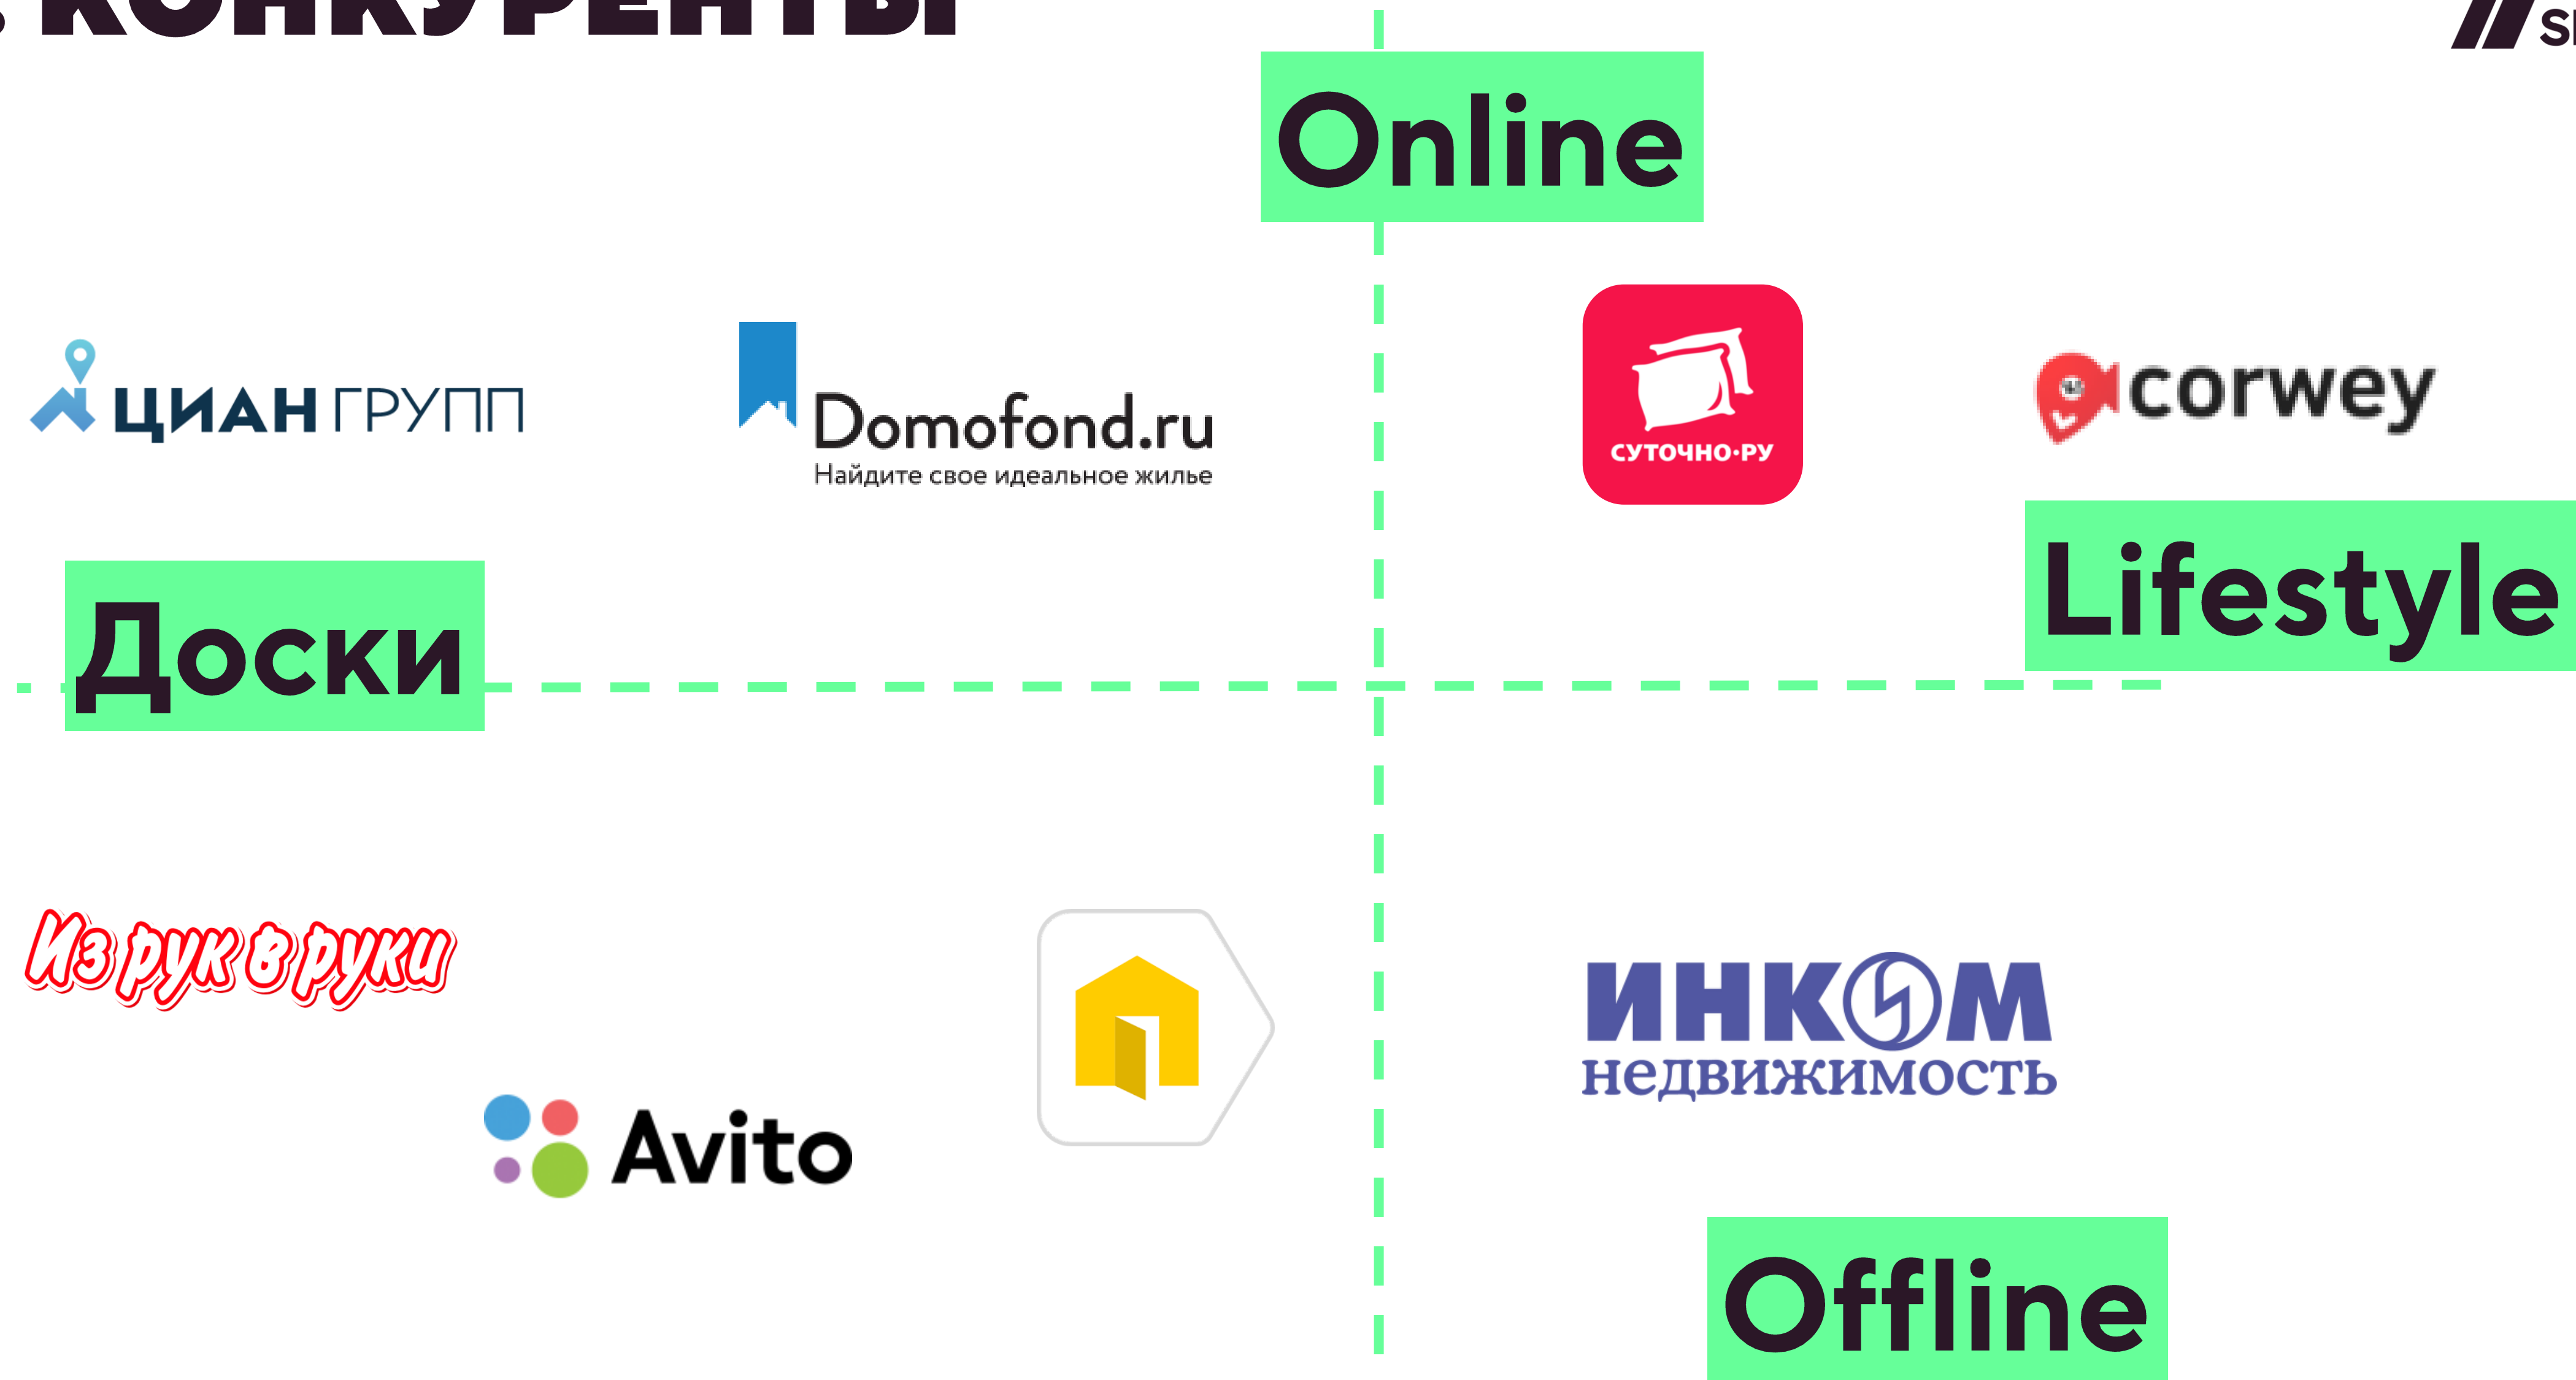 КОНКУРЕНТЫ
Online
ЦИАН ГРУПП
Domofond.ru
Найдите свое идеальное жилье
СУТОЧНО·РУ
corwey
Lifestyle
Доски
Из рук в руки
Avito
ИНКОМ
недвижимость
Offline